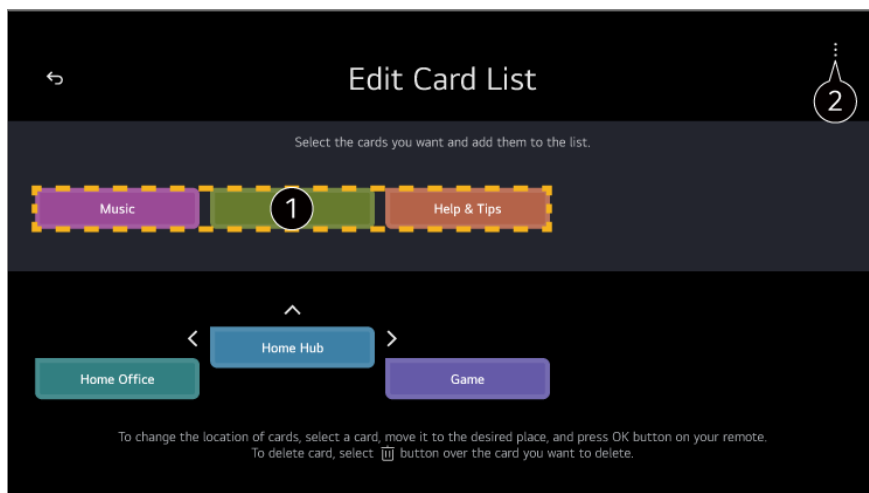 Edit Card List
2
Select the cards you want and add them to the list.
Music
1
Help & Tips
Home Hub
Home Office
Game
To change the location of cards, select a card, move it to the desired place, and press OK button on your remote.
To delete card, select button over the card you want to delete.